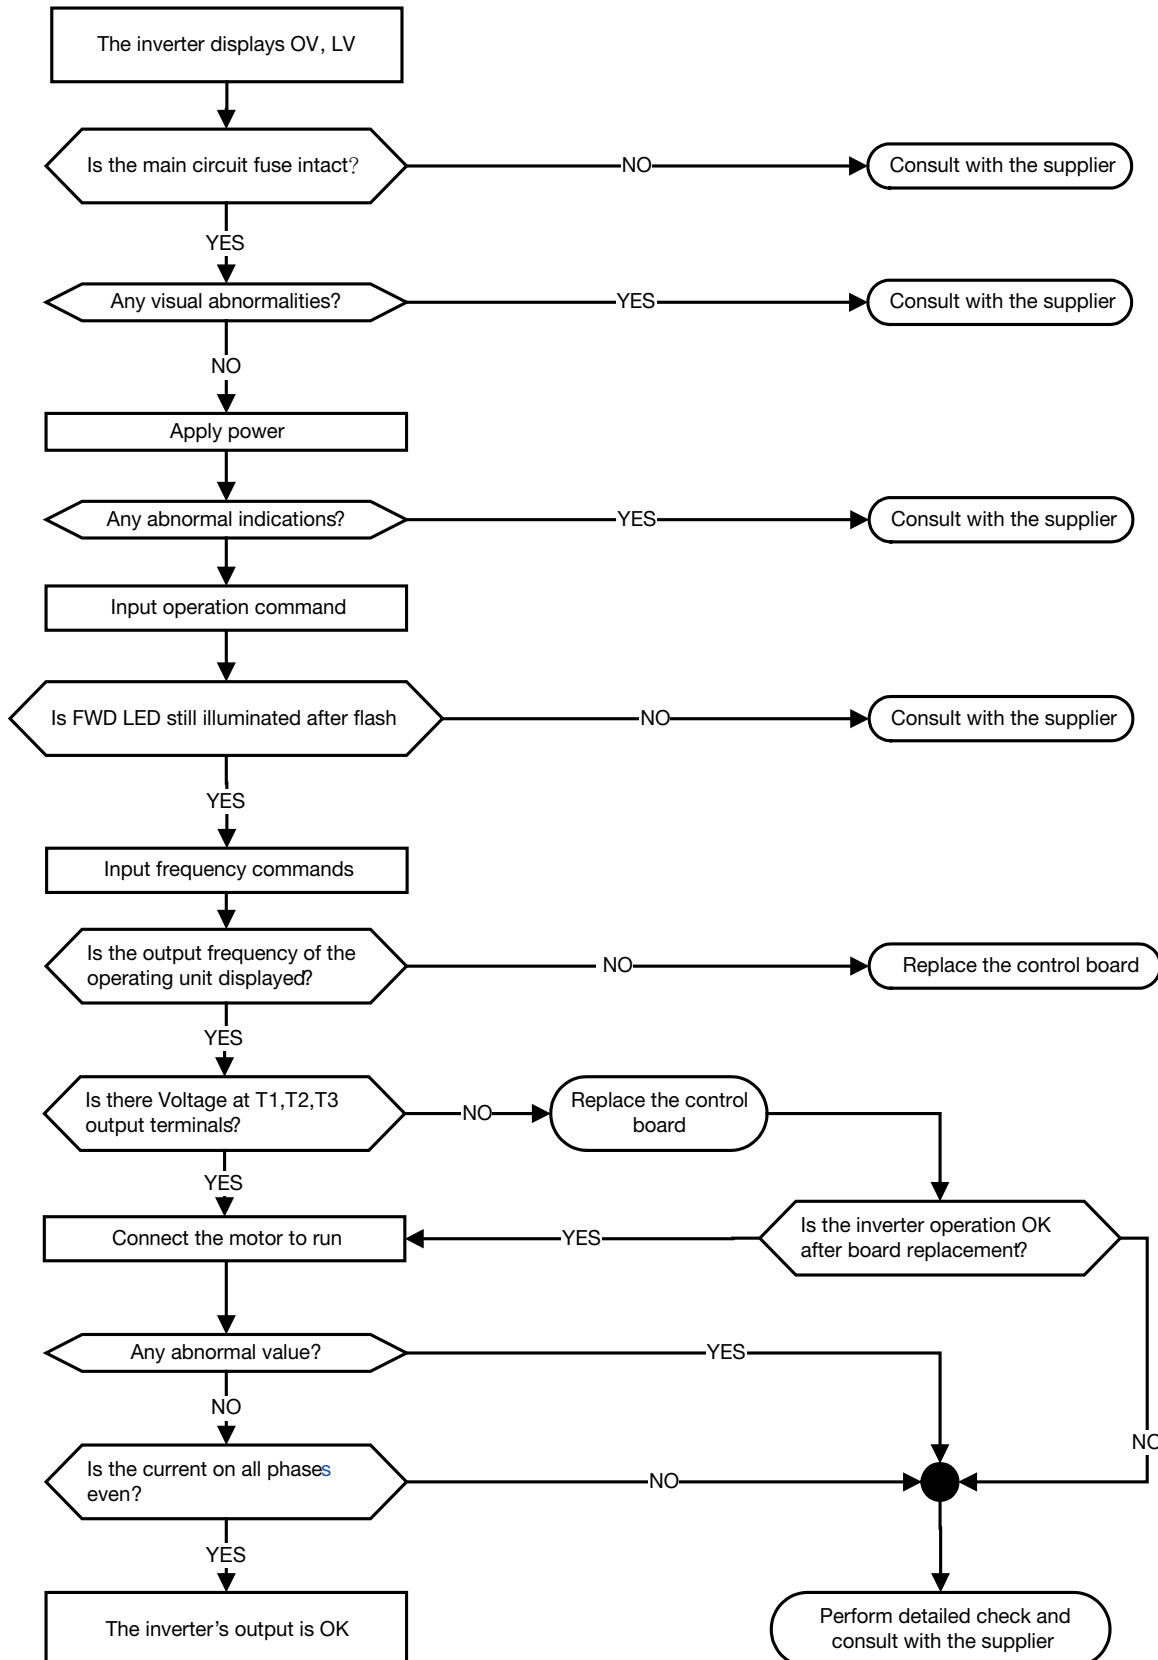 The inverter displays OV, LV
Is the main circuit fuse intact?
NO
Consult with the supplier
YES
Any visual abnormalities?
YES
Consult with the supplier
NO
Apply power
Any abnormal indications?
YES
Consult with the supplier
Input operation command
Is FWD LED still illuminated after flash
NO
Consult with the supplier
YES
Input frequency commands
Is the output frequency of the
operating unit displayed?
NO
Replace the control board
YES
Is there Voltage at T1,T2,T3
output terminals?
NO
Replace the control
board
YES
Connect the motor to run
YES
Is the inverter operation OK
after board replacement?
Any abnormal value?
YES
NO
NO
Is the current on all phases
even?
NO
YES
The inverter's output is OK
Perform detailed check and
consult with the supplier